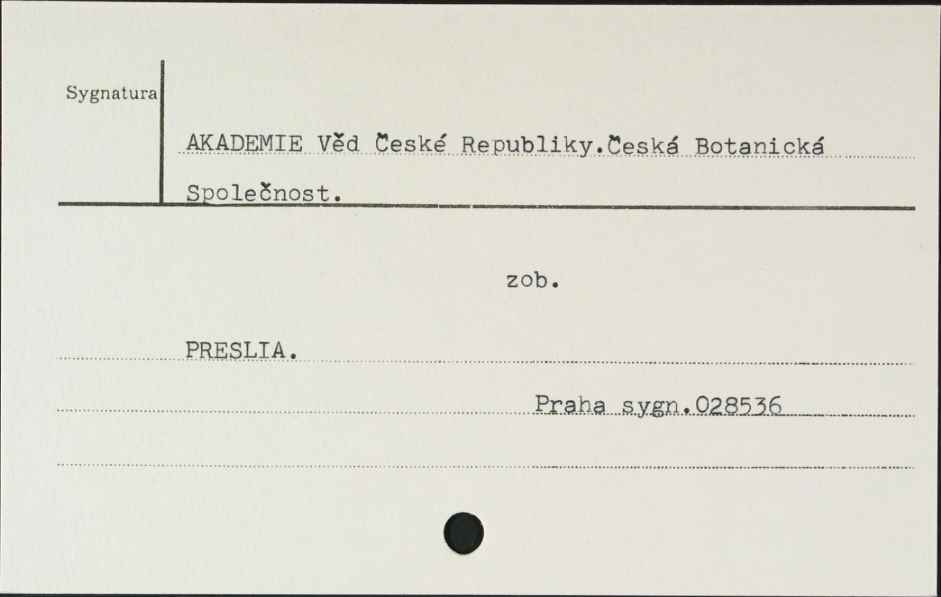 Sygnatura
AKADEMIE Věd České Republiky.Česká Botanická
Společnost.
zob.
PRESLIA.
Praha sygn.028536